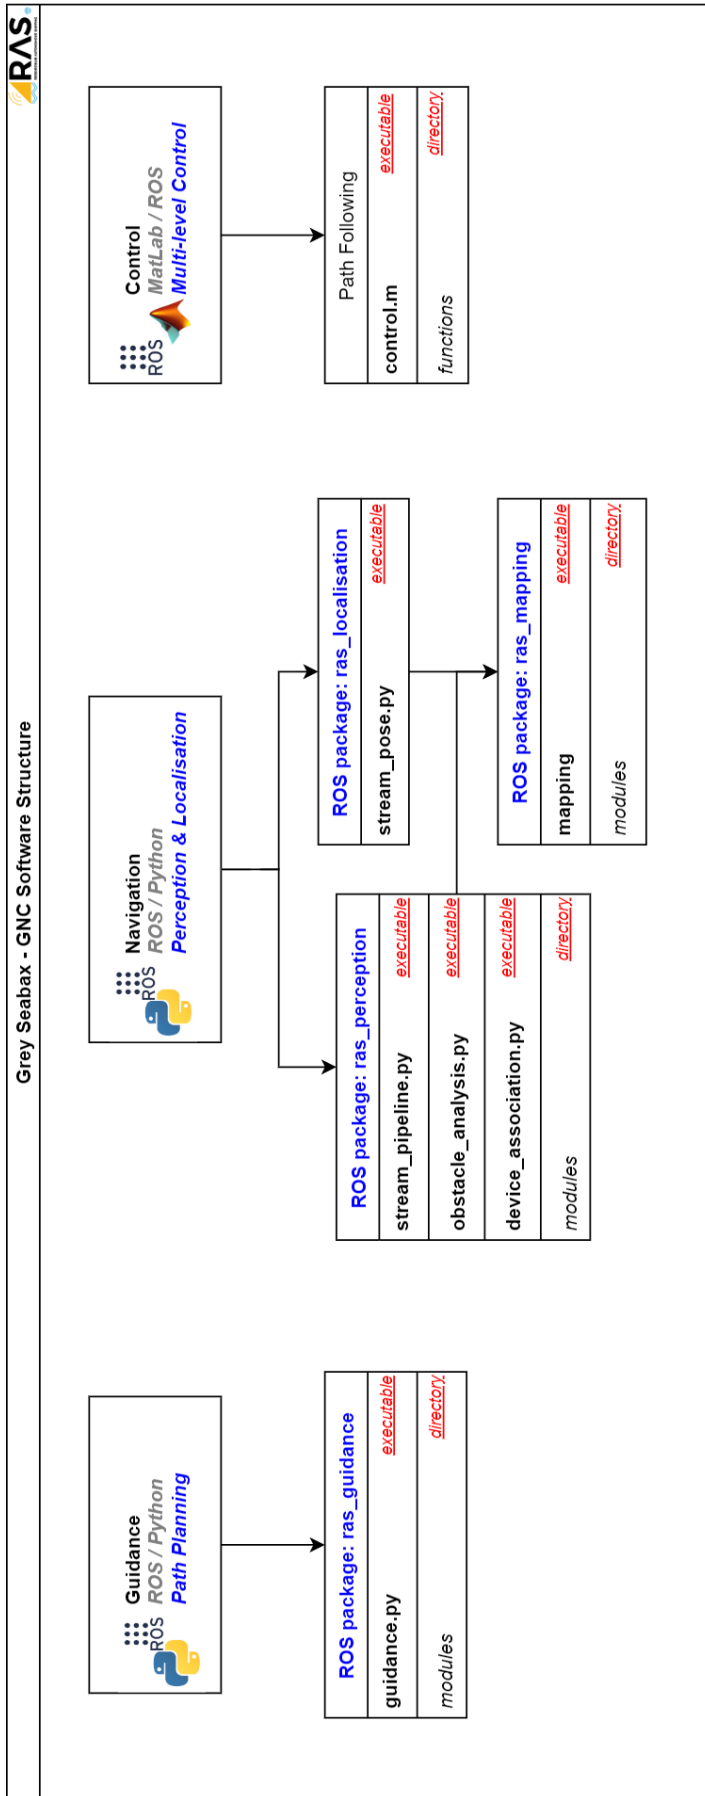 Grey Seabax - GNC Software Structure
RAS.
ROS
Guidance
ROS / Python
Path Planning
ROS package: ras_guidance
guidance.py executable
modules directory
ROS
Navigation
ROS / Python
Perception & Localisation
ROS package: ras_perception
stream_pipeline.py executable
obstacle_analysis.py executable
device_association.py executable
modules directory
ROS package: ras_localisation
stream_pose.py executable
ROS package: ras_mapping
mapping executable
modules directory
ROS
Control
MatLab / ROS
Multi-level Control
Path Following
control.m executable
functions directory